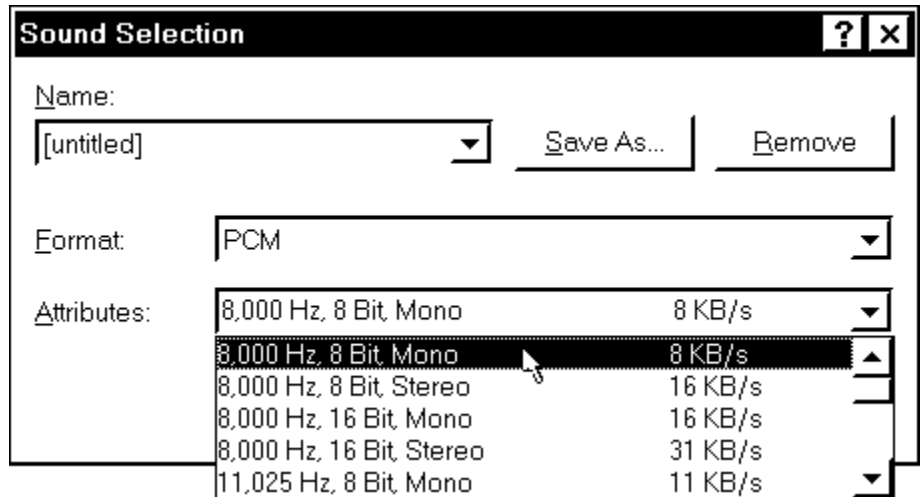 Sound Selection ? ×
Name:
[untitled] Save As... Remove
Format: PCM
Attributes: 8,000 Hz, 8 Bit, Mono 8 KB/s
8,000 Hz, 8 Bit, Mono 8 KB/s
8,000 Hz, 8 Bit, Stereo 16 KB/s
8,000 Hz, 16 Bit, Mono 16 KB/s
8,000 Hz, 16 Bit, Stereo 31 KB/s
11,025 Hz, 8 Bit, Mono 11 KB/s